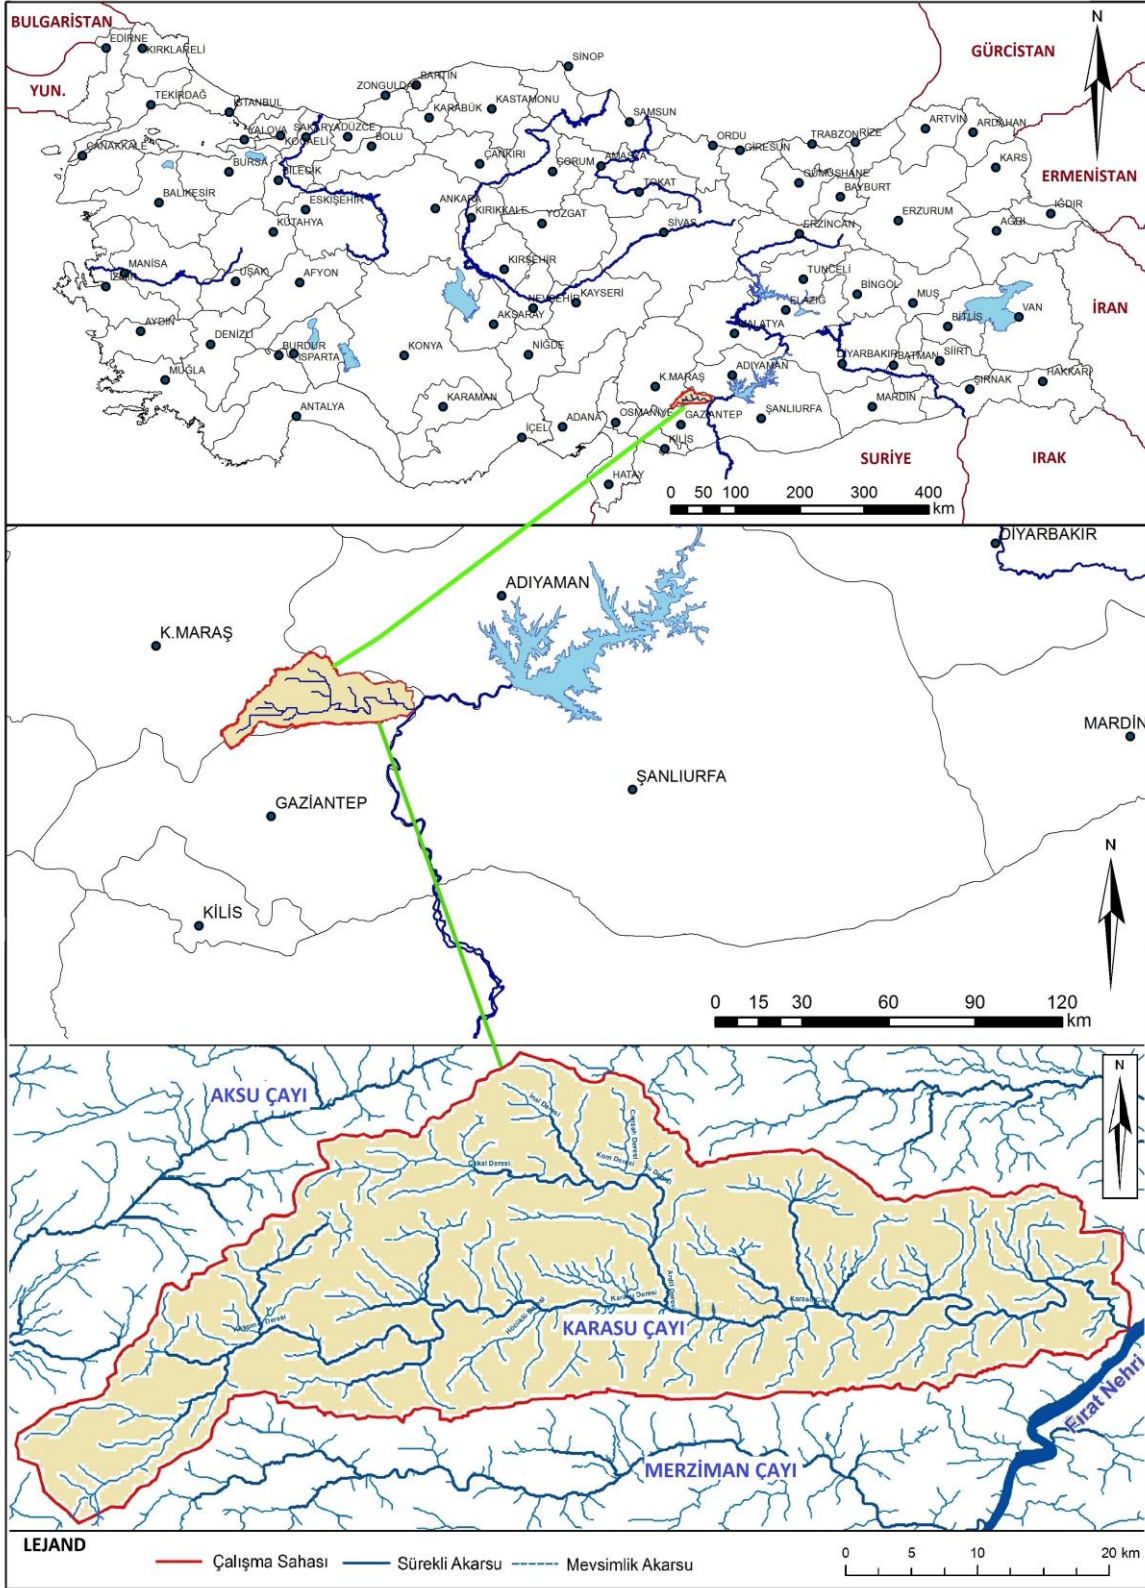 BULGARİSTAN
EDİRNE
KIRKLARELİ
YUN.
TEKİRDAĞ
İSTANBUL
ÇANAKKALE
YALOVA
KOCAELİ
SAKARYA
DÜZCE
BOLU
ZONGULDAK
BARTIN
KARABÜK
KASTAMONU
SİNOP
SAMSUN
ORDU
GİRESUN
TRABZON
RİZE
ARTVİN
ARDAHAN
GÜRCİSTAN
N
KARS
ERMENİSTAN
IĞDIR
AĞRI
ERZURUM
BAYBURT
GÜMÜŞHANE
BURSA
BİLECİK
BALIKESİR
ESKİŞEHİR
KÜTAHYA
ÇANKIRI
ÇORUM
AMASYA
TOKAT
ANKARA
KIRIKKALE
YOZGAT
SİVAS
ERZİNCAN
MANİSA
İZMİR
UŞAK
AFYON
KIRŞEHİR
NEVŞEHİR
KAYSERİ
AKSARAY
TUNCELİ
ELAZIĞ
BİNGÖL
MUŞ
BİTLİS
VAN
İRAN
MALATYA
AYDIN
DENİZLİ
BURDUR
ISPARTA
KONYA
NİĞDE
MUĞLA
ANTALYA
KARAMAN
İÇEL
ADANA
OSMANİYE
K.MARAŞ
ADIYAMAN
GAZİANTEP
ŞANLIURFA
DİYARBAKIR
BATMAN
SİİRT
ŞIRNAK
HAKKARİ
MARDİN
KİLİS
HATAY
SURİYE
IRAK
0 50 100 200 300 400
km
DİYARBAKIR
ADIYAMAN
K.MARAŞ
MARDİN
ŞANLIURFA
GAZİANTEP
N
KİLİS
0 15 30 60 90 120
km
AKSU ÇAYI
N
Çakal Deresi
Kom Deresi
Karasu Deresi
Karasu Çayı
KARASU ÇAYI
Fırat Nehri
MERZİMAN ÇAYI
LEJAND
Çalışma Sahası Sürekli Akarsu Mevsimlik Akarsu
0 5 10 20 km